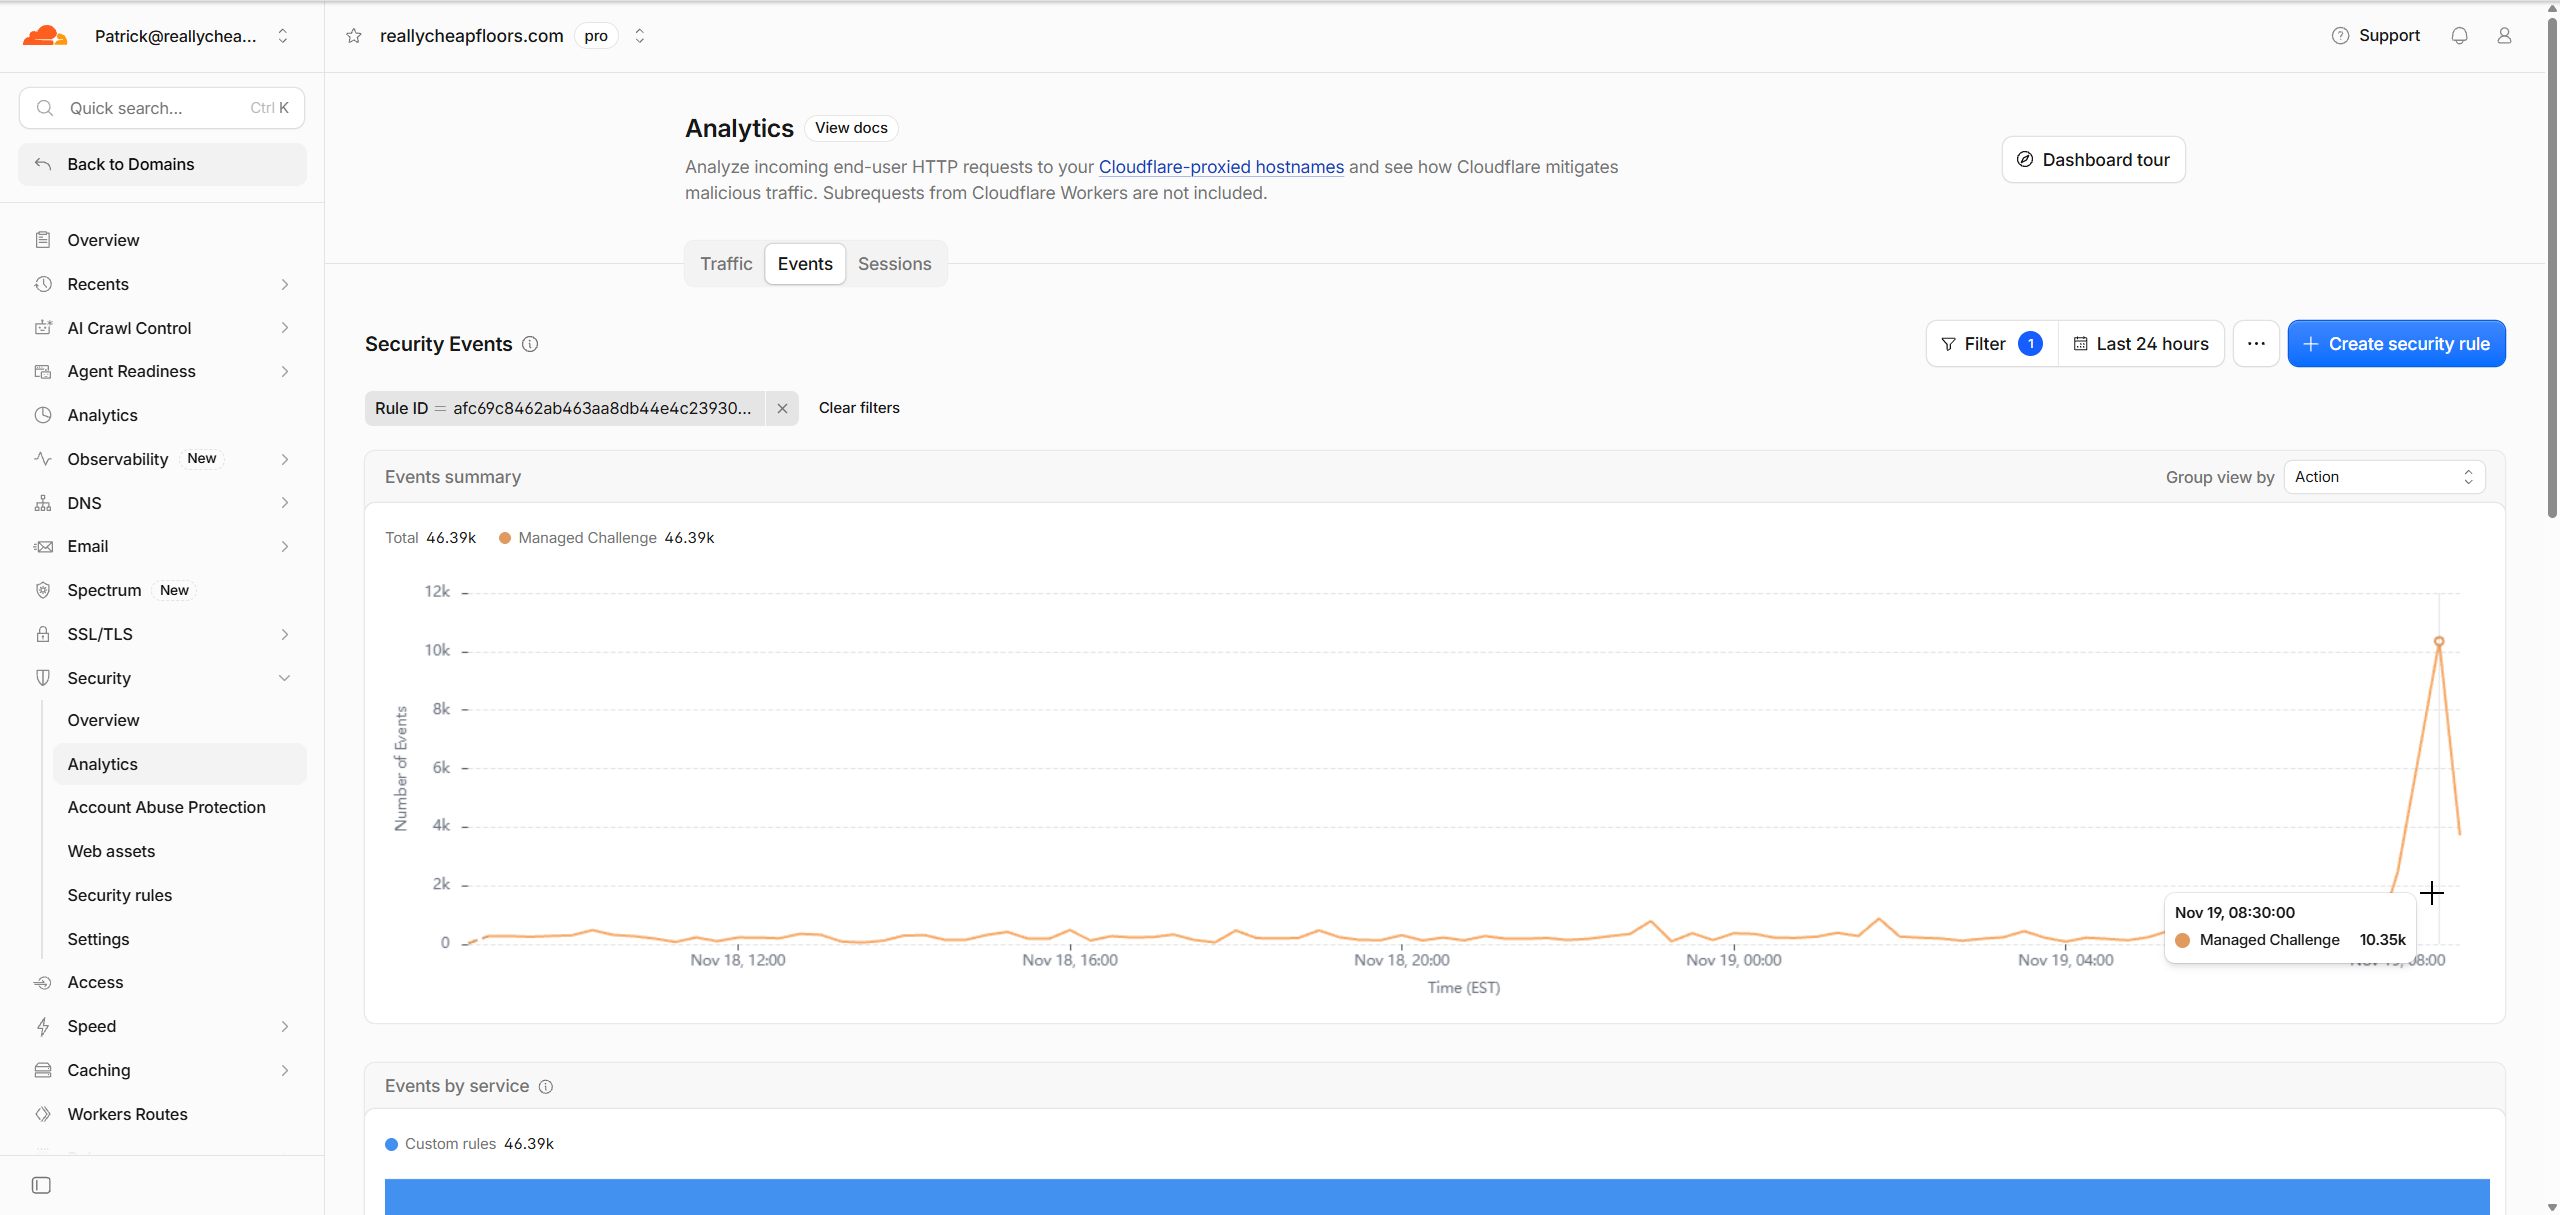 Patrick@reallychea...
reallycheapfloors.com pro
Support
Quick search... Ctrl K
Back to Domains
Overview
Recents
AI Crawl Control
Agent Readiness
Analytics
Observability New
DNS
Email
Spectrum New
SSL/TLS
Security
Overview
Analytics
Account Abuse Protection
Web assets
Security rules
Settings
Access
Speed
Caching
Workers Routes
Analytics View docs
Analyze incoming end-user HTTP requests to your Cloudflare-proxied hostnames and see how Cloudflare mitigates
malicious traffic. Subrequests from Cloudflare Workers are not included.
Dashboard tour
Traffic Events Sessions
Security Events
Filter 1 Last 24 hours ... + Create security rule
Rule ID = afc69c8462ab463aa8db44e4c23930... × Clear filters
Events summary
Group view by Action
Total 46.39k Managed Challenge 46.39k
12k
10k
8k
6k
4k
2k
0
Number of Events
Nov 18, 12:00 Nov 18, 16:00 Nov 18, 20:00 Nov 19, 00:00 Nov 19, 04:00 08:00
Time (EST)
Nov 19, 08:30:00
Managed Challenge 10.35k
Events by service
Custom rules 46.39k